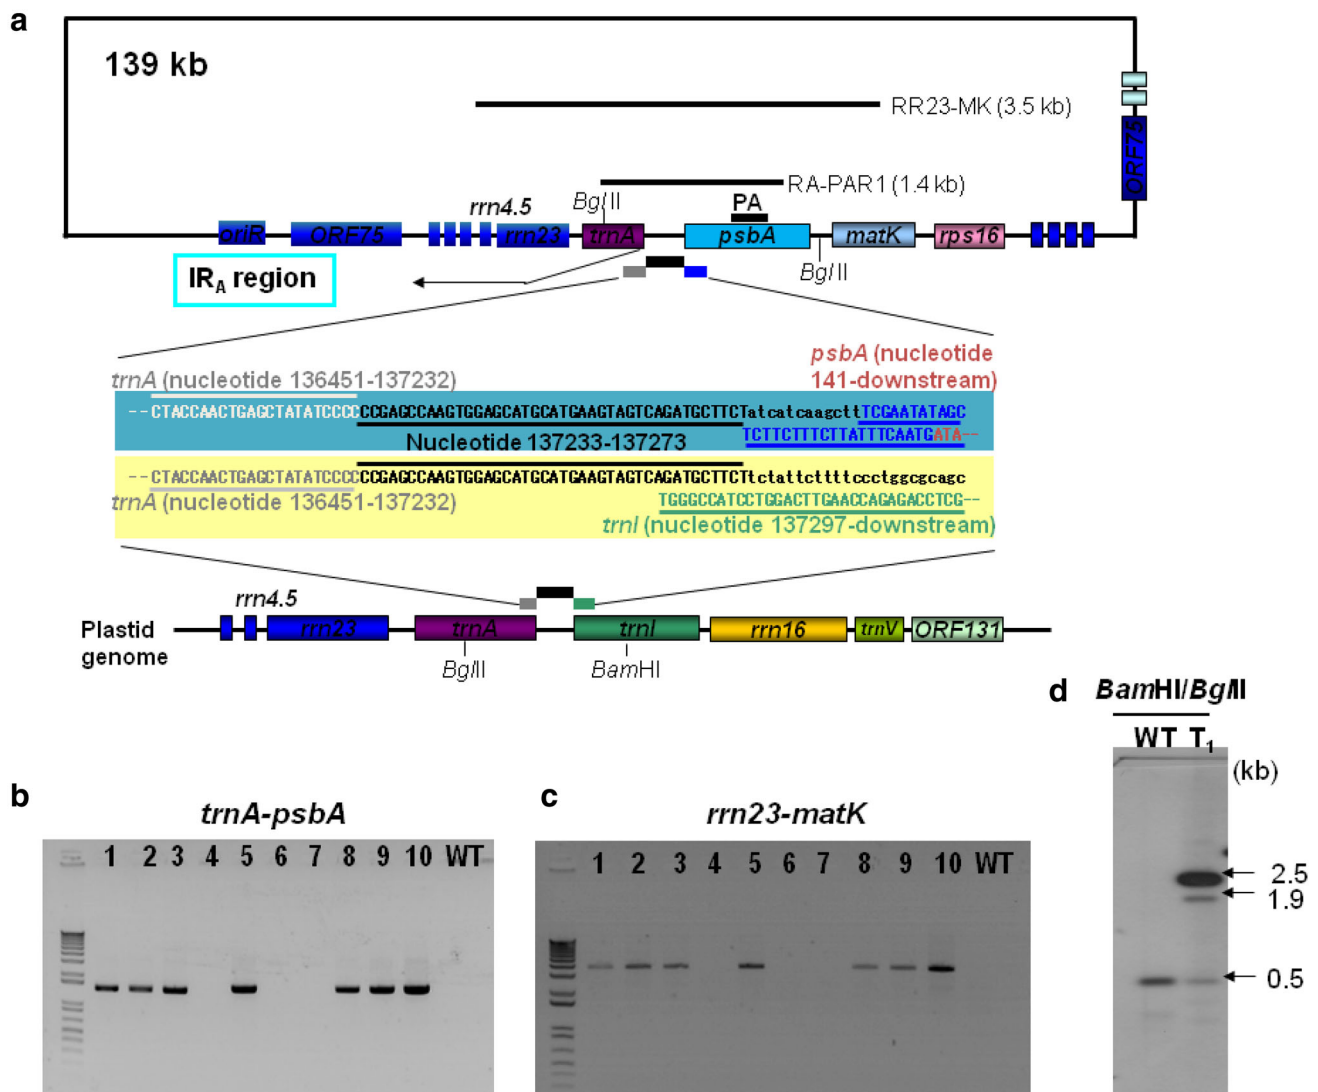 a
139 kb
RR23-MK (3.5 kb)
ORF75
RA-PAR1 (1.4 kb)
rrn4.5
BglII
PA
oriR ORF75 rrn23 trnA psbA matK rps16
BglII
IRA region
psbA (nucleotide
141-downstream)
trnA (nucleotide 136451-137232)
--CTACCAACTGAGCTATATCCCCCCGAGCCAAGTGGAGCATGCATGAAGTAGTCAGATGCTTCTatcatcaagcttTCGAATATAGC
Nucleotide 137233-137273
TCTTCTTTCTTATTTCAATGATA--
--CTACCAACTGAGCTATATCCCCCCGAGCCAAGTGGAGCATGCATGAAGTAGTCAGATGCTTCTtctattcttttccctggcgcagc
trnA (nucleotide 136451-137232)
TGGGCCATCCTGGACTTGAACCAGAGACCTCG--
trnI (nucleotide 137297-downstream)
rrn4.5
Plastid
genome
rrn23 trnA trnI rrn16 trnV ORF131
BglII
BamHI
d
BamHI/BglII
WT T1
(kb)
2.5
1.9
0.5
b
trnA-psbA
1 2 3 4 5 6 7 8 9 10 WT
c
rrn23-matK
1 2 3 4 5 6 7 8 9 10 WT